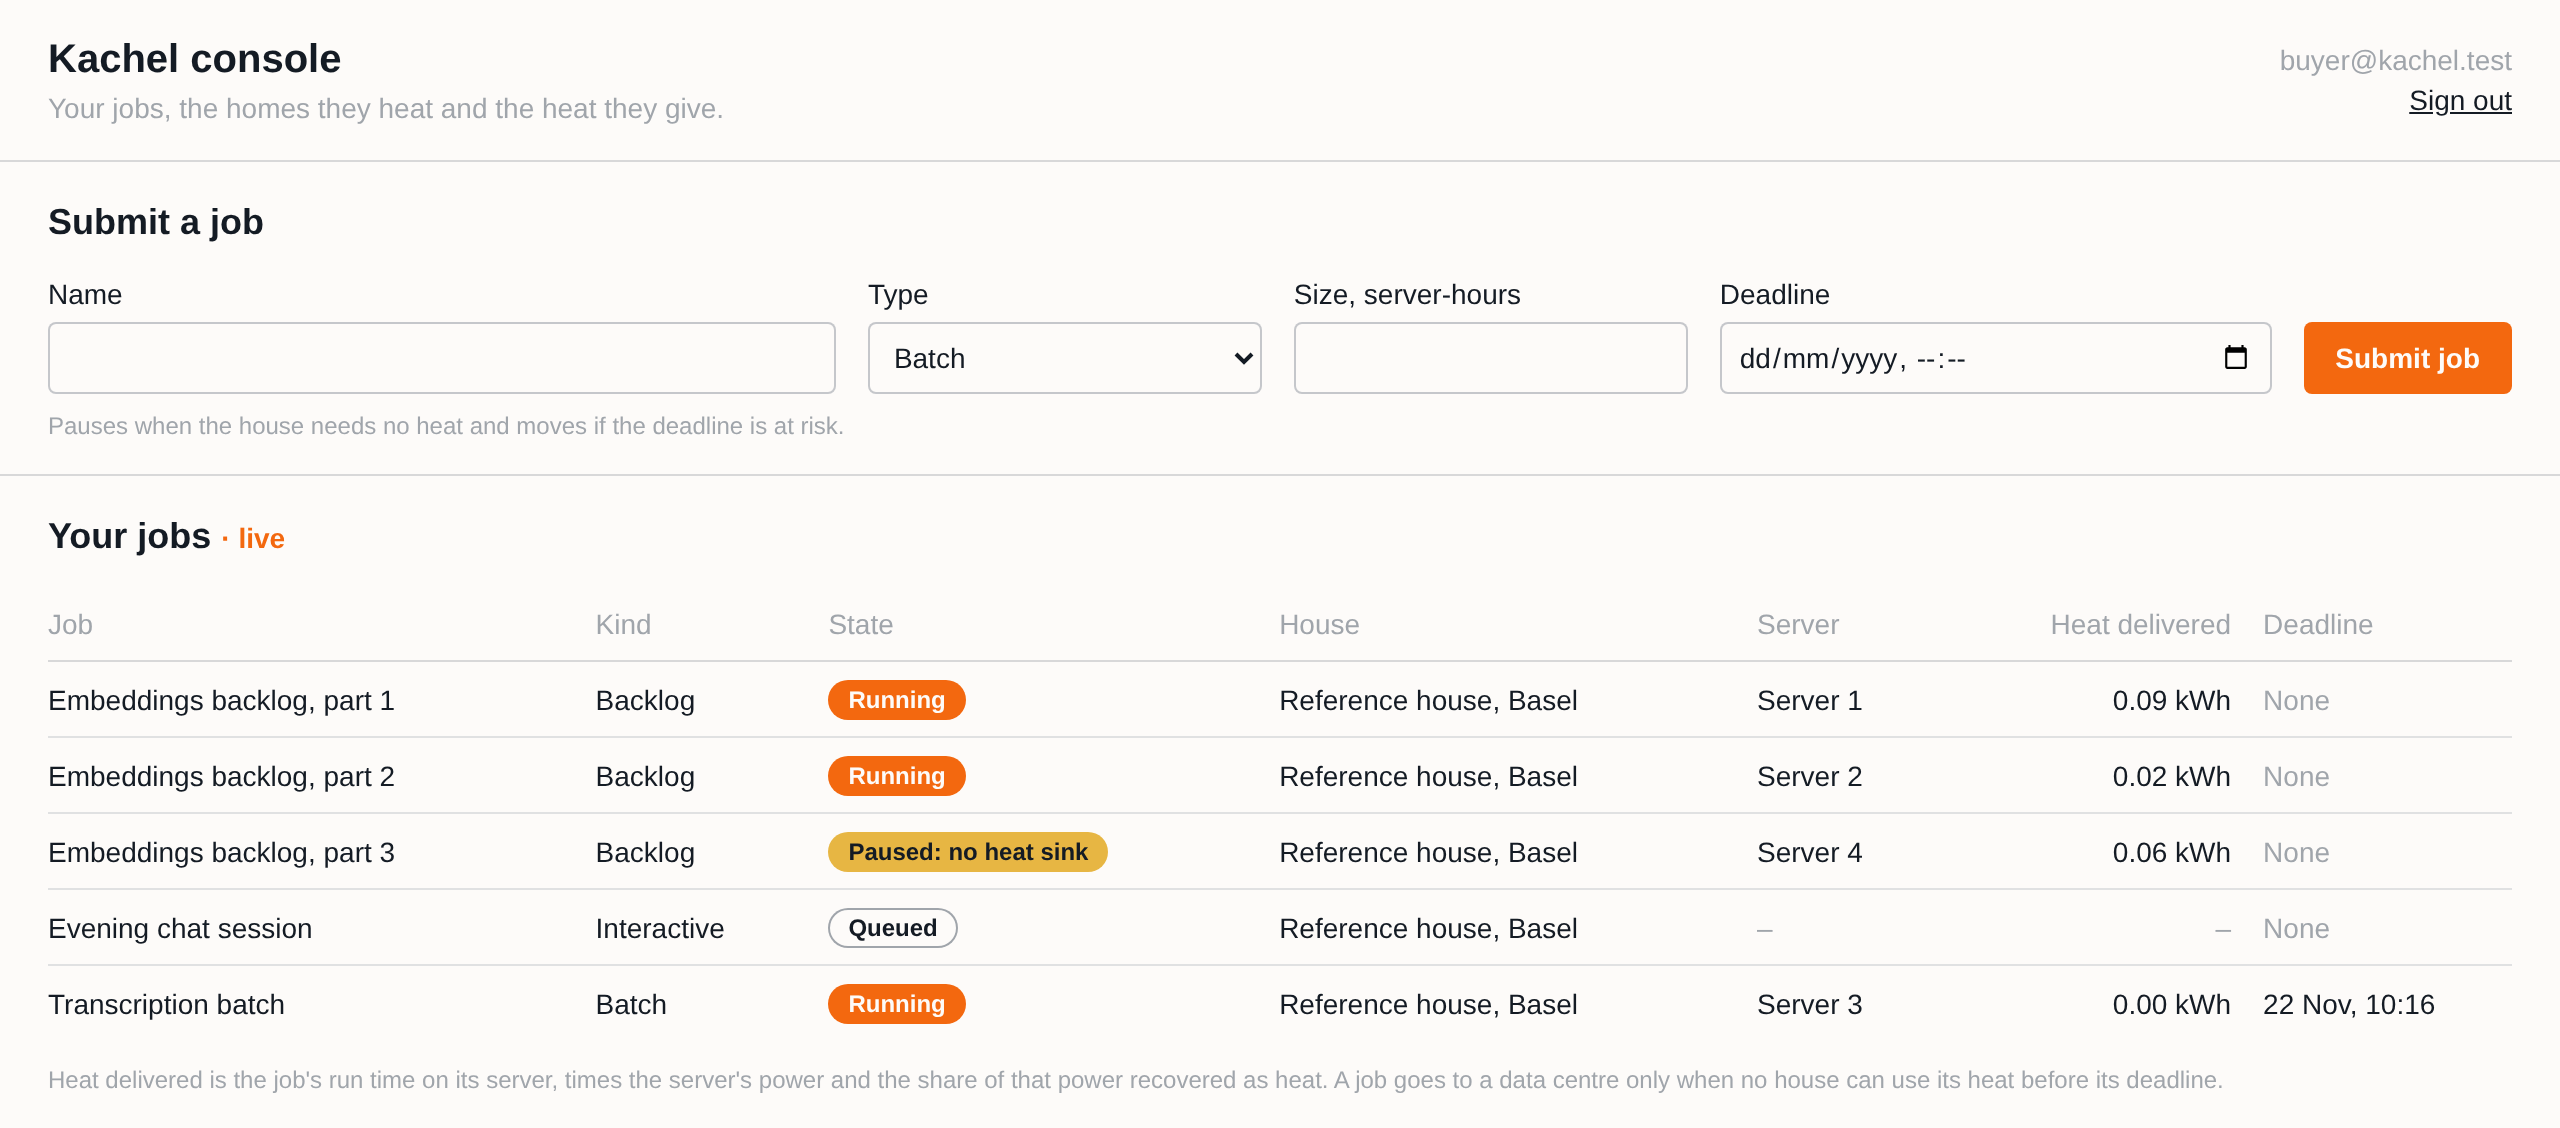 Kachel console
buyer@kachel.test
Your jobs, the homes they heat and the heat they give.
Sign out
Submit a job
Name Type Size, server-hours Deadline
Batch dd/mm/yyyy, --:-- Submit job
Pauses when the house needs no heat and moves if the deadline is at risk.
Your jobs · live
Job Kind State House Server Heat delivered Deadline
Embeddings backlog, part 1 Backlog Running Reference house, Basel Server 1 0.09 kWh None
Embeddings backlog, part 2 Backlog Running Reference house, Basel Server 2 0.02 kWh None
Embeddings backlog, part 3 Backlog Paused: no heat sink Reference house, Basel Server 4 0.06 kWh None
Evening chat session Interactive Queued Reference house, Basel – – None
Transcription batch Batch Running Reference house, Basel Server 3 0.00 kWh 22 Nov, 10:16
Heat delivered is the job's run time on its server, times the server's power and the share of that power recovered as heat. A job goes to a data centre only when no house can use its heat before its deadline.